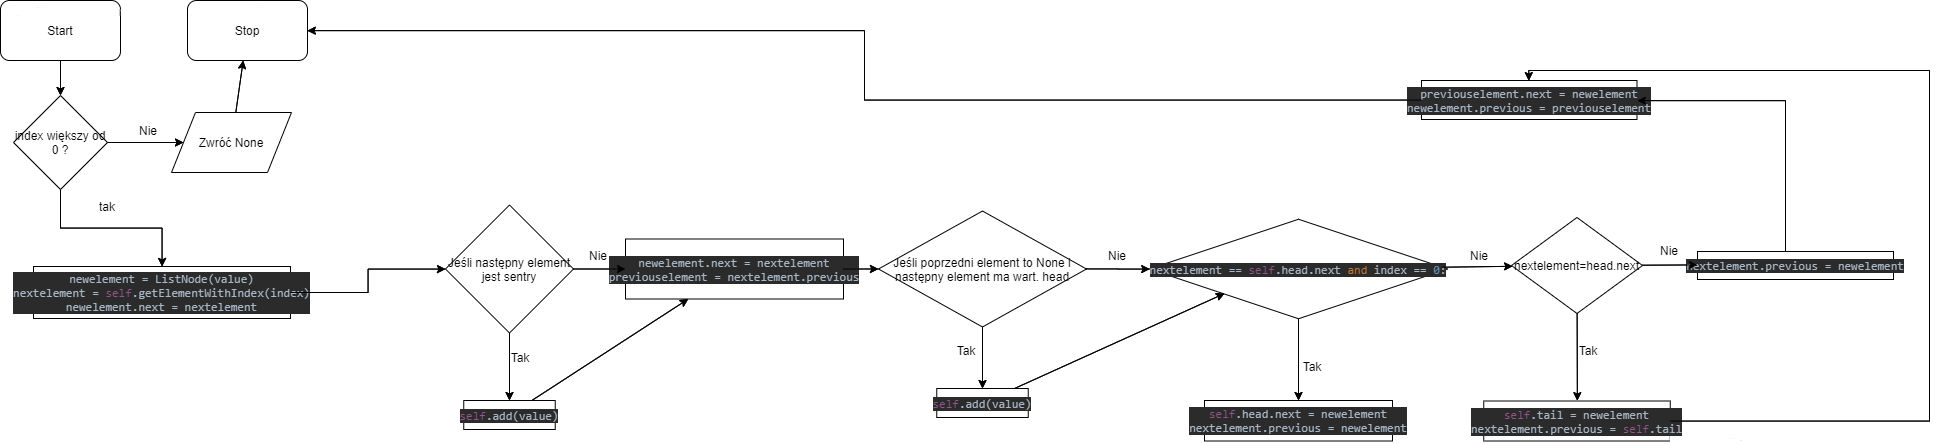 Start
Stop
index większy od
0 ?
Nie
Zwróć None
tak
newelement = ListNode(value)
nextelement = self.getElementWithIndex(index)
newelement.next = nextelement
Jeśli następny element
jest sentry
Nie
Tak
self.add(value)
newelement.next = nextelement
previouselement = nextelement.previous
Jeśli poprzedni element to None I
następny element ma wart. head
Nie
Tak
self.add(value)
nextelement == self.head.next and index == 0:
Nie
Tak
self.head.next = newelement
nextelement.previous = newelement
nextelement=head.next
Nie
Tak
self.tail = newelement
nextelement.previous = self.tail
nextelement.previous = newelement
previouselement.next = newelement
newelement.previous = previouselement